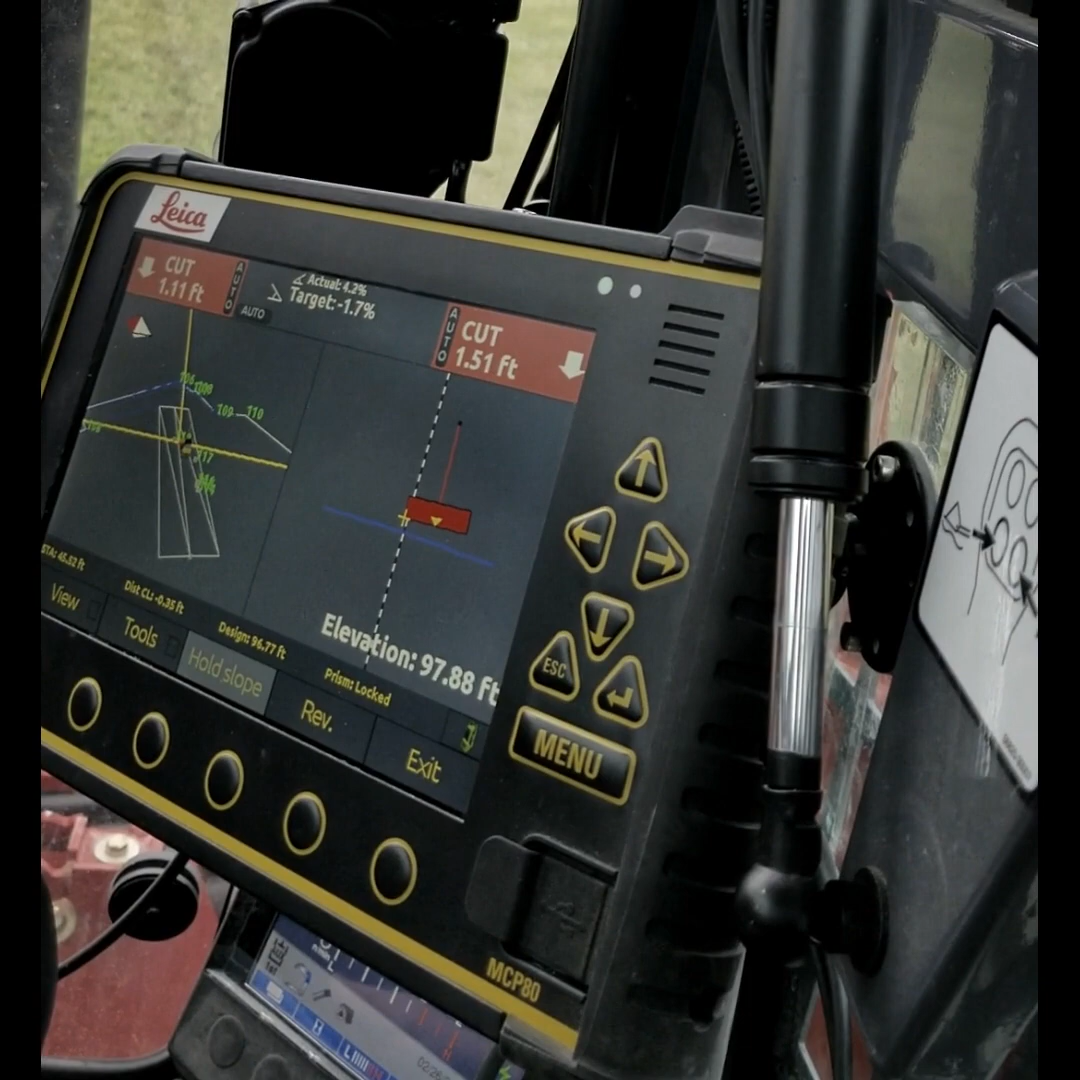 Leica
CUT
1.11 ft
AUTO
AUTO
Actual: 4.2%
Target: -1.7%
AUTO
CUT
1.51 ft
109
110
STA: 45.52 ft
Dist CL: -0.35 ft
Design: 96.77 ft
Prism: Locked
Elevation: 97.88 ft
View
Tools
Hold slope
Rev.
Exit
ESC
MENU
MCP80